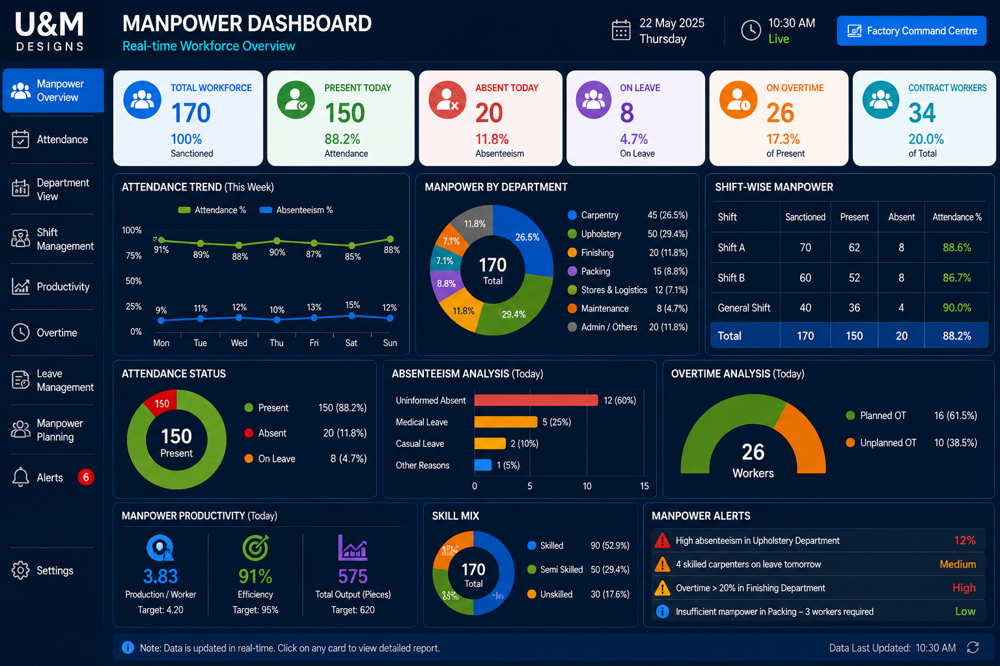 U&M
DESIGNS
MANPOWER DASHBOARD
Real-time Workforce Overview
22 May 2025
Thursday
10:30 AM
Live
Factory Command Centre
Manpower
Overview
Attendance
Department
View
Shift
Management
Productivity
Overtime
Leave
Management
Manpower
Planning
Alerts
6
Settings
TOTAL WORKFORCE
170
100%
Sanctioned
PRESENT TODAY
150
88.2%
Attendance
ABSENT TODAY
20
11.8%
Absenteeism
ON LEAVE
8
4.7%
On Leave
ON OVERTIME
26
17.3%
of Present
CONTRACT WORKERS
34
20.0%
of Total
ATTENDANCE TREND (This Week)
Attendance %
Absenteeism %
100%
75%
50%
25%
0%
91%
89%
88%
90%
87%
85%
88%
9%
11%
12%
10%
13%
15%
12%
Mon
Tue
Wed
Thu
Fri
Sat
Sun
MANPOWER BY DEPARTMENT
26.5%
29.4%
11.8%
8.8%
7.1%
7.1%
11.8%
170
Total
Carpentry 45 (26.5%)
Upholstery 50 (29.4%)
Finishing 20 (11.8%)
Packing 15 (8.8%)
Stores & Logistics 12 (7.1%)
Maintenance 8 (4.7%)
Admin / Others 20 (11.8%)
SHIFT-WISE MANPOWER
Shift Sanctioned Present Absent Attendance %
Shift A 70 62 8 88.6%
Shift B 60 52 8 86.7%
General Shift 40 36 4 90.0%
Total 170 150 20 88.2%
ATTENDANCE STATUS
150
Present
Present 150 (88.2%)
Absent 20 (11.8%)
On Leave 8 (4.7%)
ABSENTEEISM ANALYSIS (Today)
Uninformed Absent 12 (60%)
Medical Leave 5 (25%)
Casual Leave 2 (10%)
Other Reasons 1 (5%)
0 5 10 15
OVERTIME ANALYSIS (Today)
26
Workers
Planned OT 16 (61.5%)
Unplanned OT 10 (38.5%)
MANPOWER PRODUCTIVITY (Today)
3.83
Production / Worker
Target: 4.20
91%
Efficiency
Target: 95%
575
Total Output (Pieces)
Target: 620
SKILL MIX
170
Total
Skilled 90 (52.9%)
Semi Skilled 50 (29.4%)
Unskilled 30 (17.6%)
MANPOWER ALERTS
High absenteeism in Upholstery Department 12%
4 skilled carpenters on leave tomorrow Medium
Overtime > 20% in Finishing Department High
Insufficient manpower in Packing – 3 workers required Low
Note: Data is updated in real-time. Click on any card to view detailed report.
Data Last Updated: 10:30 AM